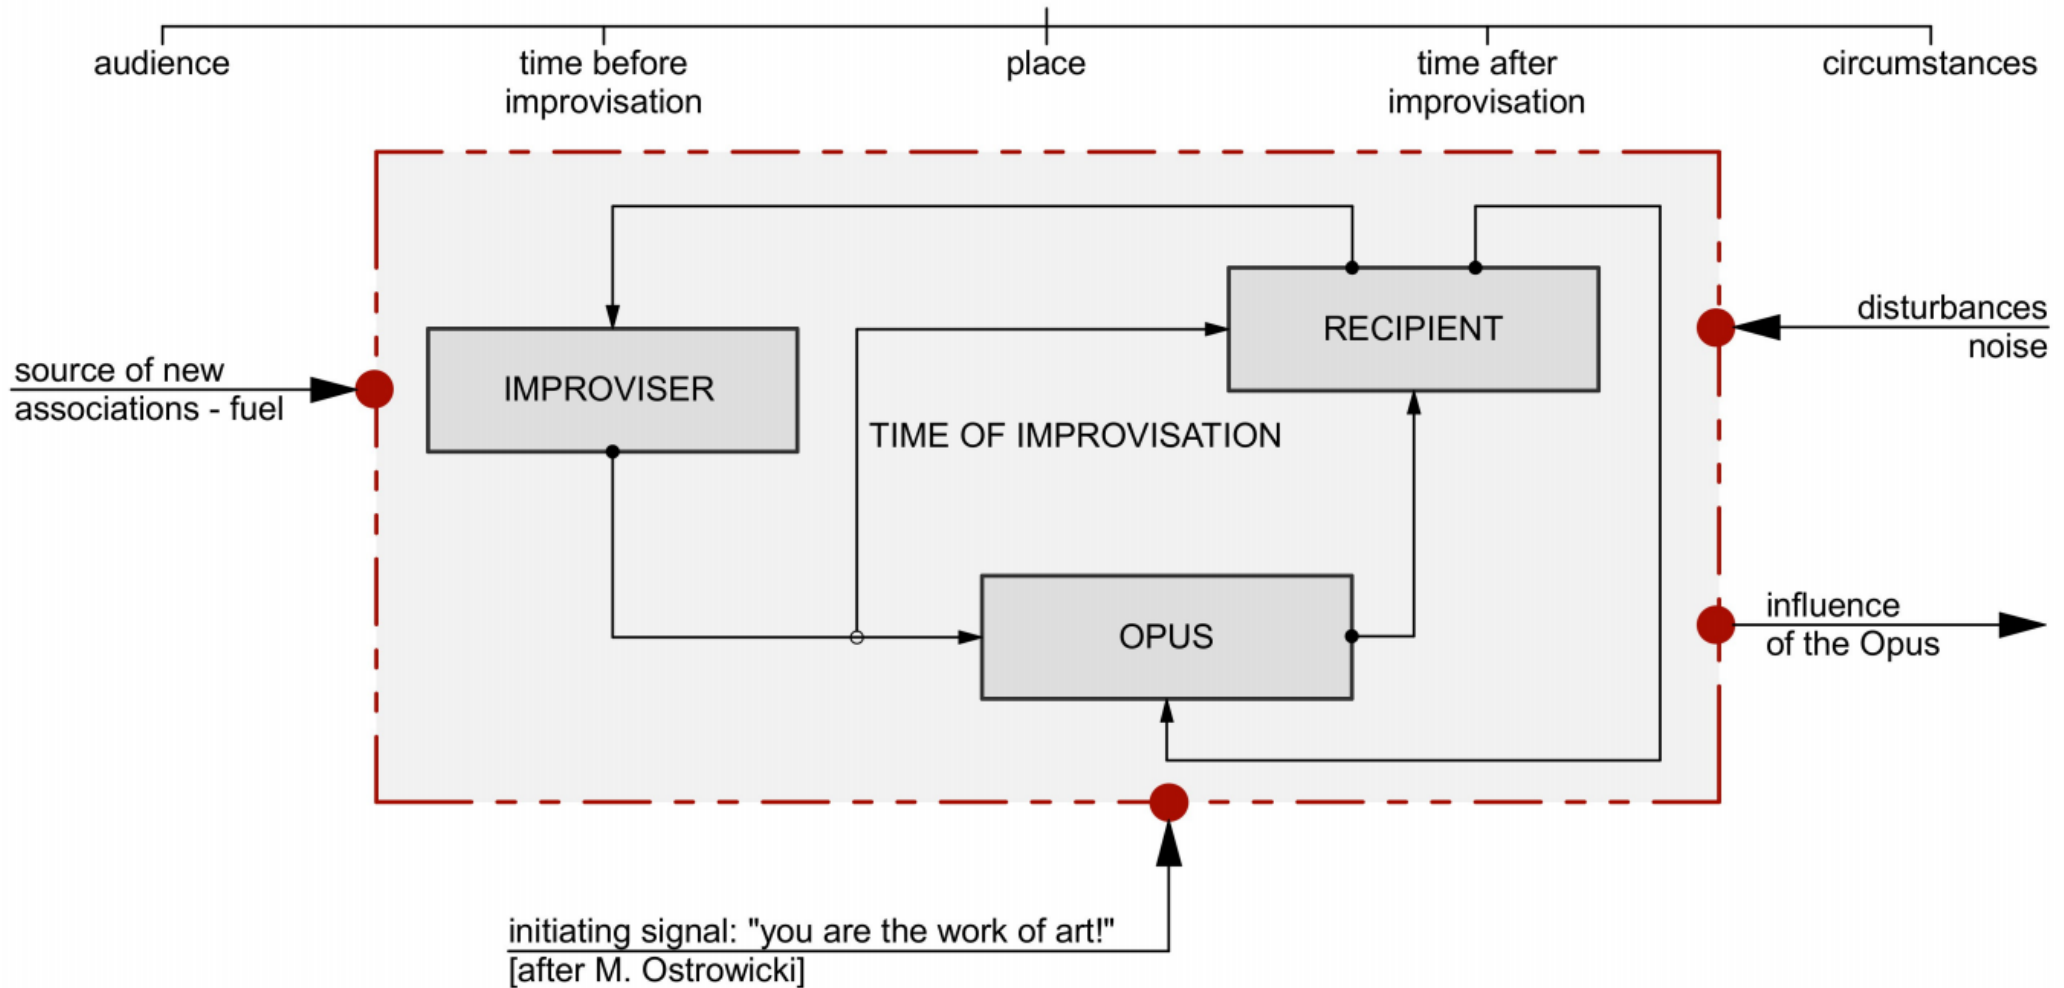 audience
time before
improvisation
place
time after
improvisation
circumstances
source of new
associations - fuel
IMPROVISER
RECIPIENT
TIME OF IMPROVISATION
OPUS
disturbances
noise
influence
of the Opus
initiating signal: "you are the work of art!"
[after M. Ostrowicki]